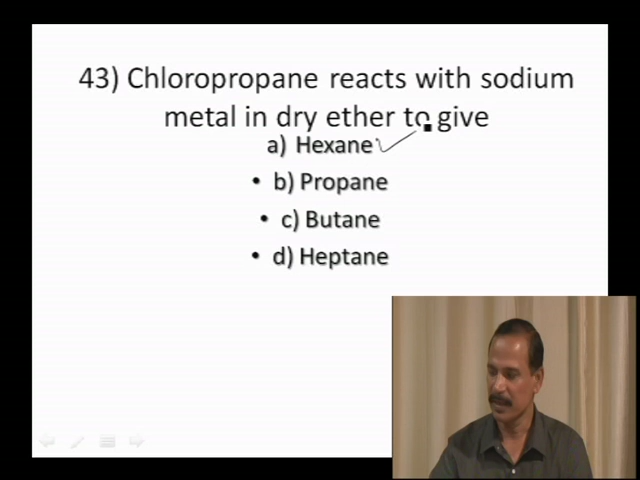 43) Chloropropane reacts with sodium
metal in dry ether to give
a) Hexane
• b) Propane
• c) Butane
• d) Heptane